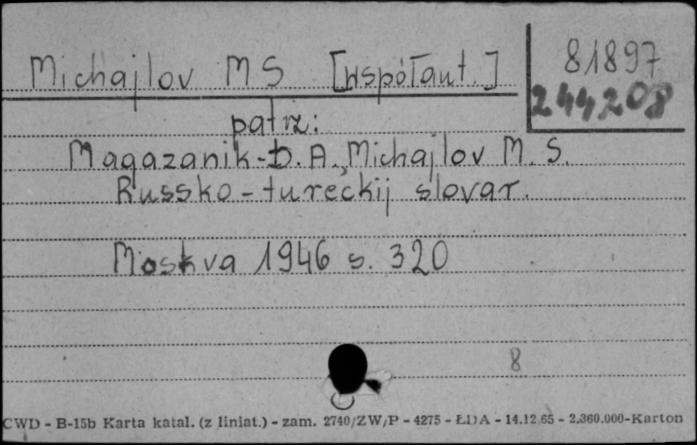 Michajlov M S [współaut.]
81897
244208
patrz:
Magazanik-D. A., Michajlov M. S.
Russko-tureckij slovar.
Moskva 1946 s. 320
8
CWD - B-15b Karta katal. (z liniat.) - zam. 2740/ZW/P - 4275 - ŁDA - 14.12.65 - 2.360.000-Karton